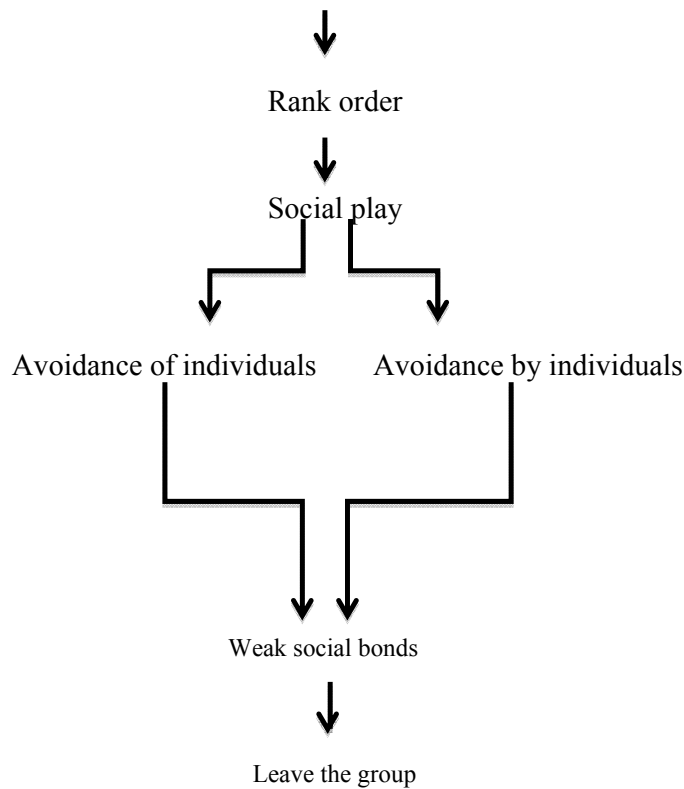 Rank order
Social play
Avoidance of individuals
Avoidance by individuals
Weak social bonds
Leave the group